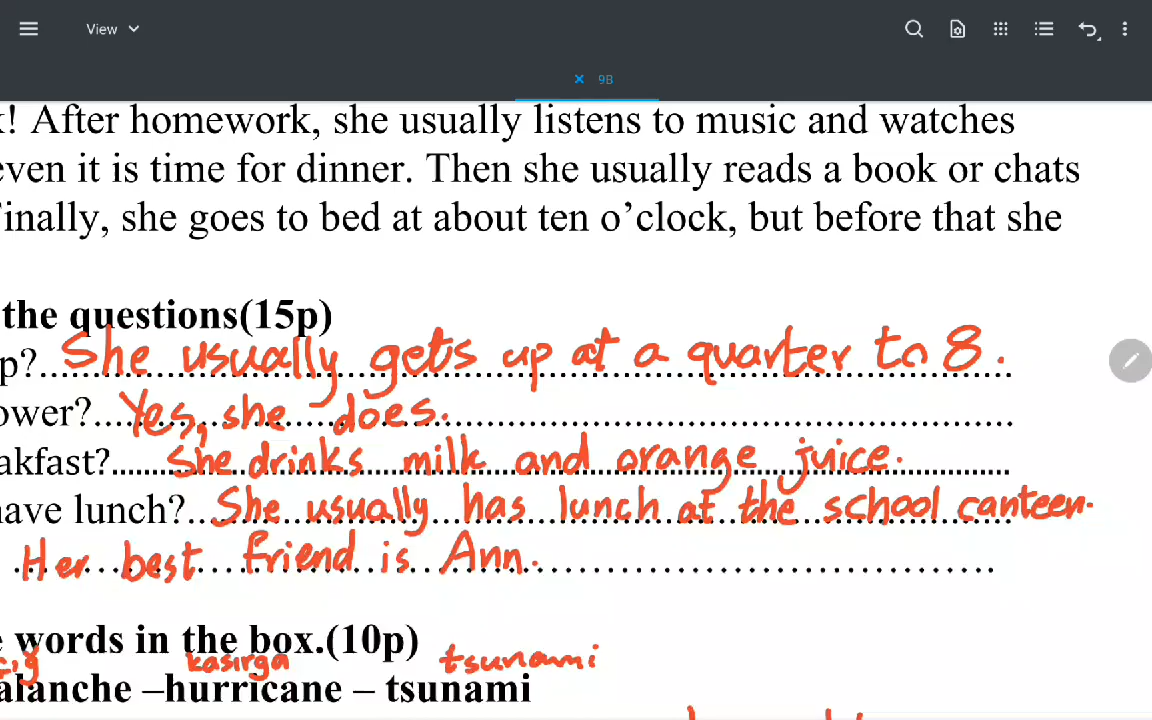 View
9B
! After homework, she usually listens to music and watches
even it is time for dinner. Then she usually reads a book or chats
inally, she goes to bed at about ten o’clock, but before that she
the questions(15p)
p?.....She usually gets up at a quarter to 8.
ower?....Yes, she does.
akfast?......She drinks milk and orange juice.
have lunch?...She usually has lunch at the school canteen.
Her best friend is Ann.
words in the box.(10p)
kasırga tsunami
alanche –hurricane – tsunami